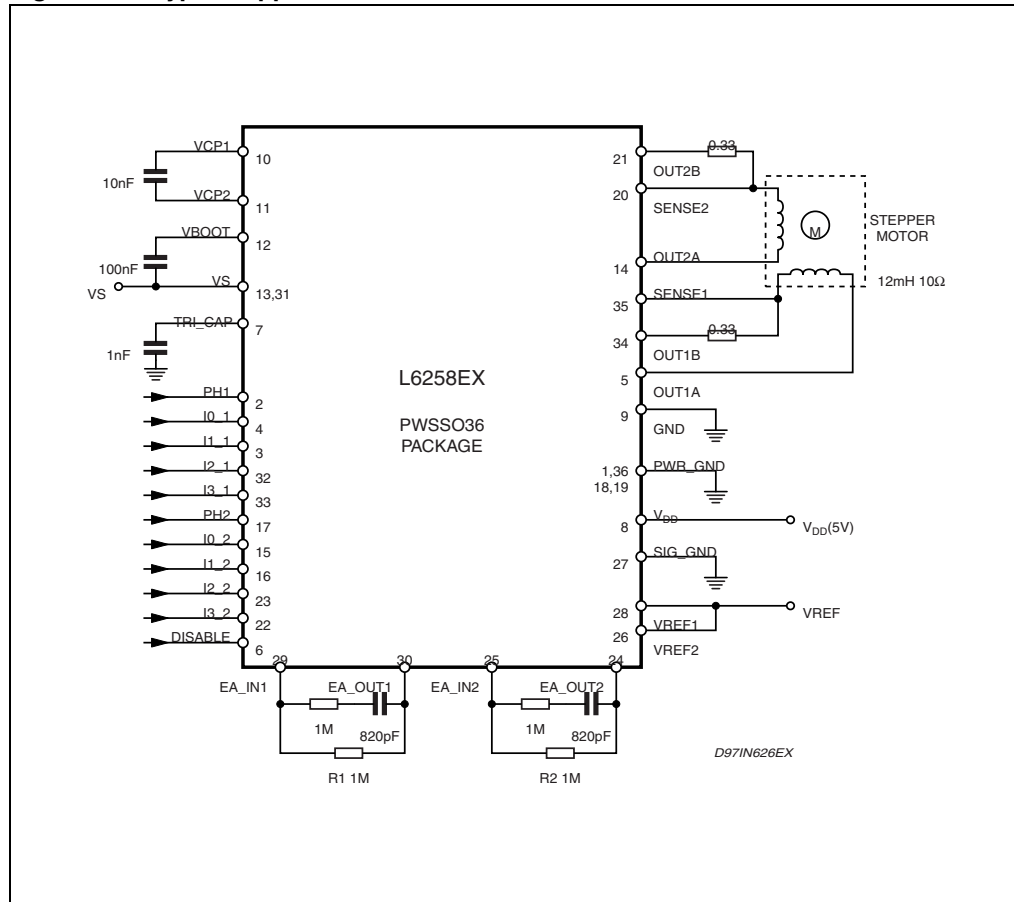 VCP1
10
10nF
VCP2
11
VBOOT
12
100nF
VS
VS
13,31
TRI_CAP
7
1nF
PH1
2
I0_1
4
I1_1
3
I2_1
32
I3_1
33
PH2
17
I0_2
15
I1_2
16
I2_2
23
I3_2
22
DISABLE
6
L6258EX
PWSSO36
PACKAGE
21
0.33
OUT2B
20
SENSE2
M
STEPPER
MOTOR
14
OUT2A
12mH 10Ω
35
SENSE1
34
0.33
OUT1B
5
OUT1A
9
GND
1,36
18,19
PWR_GND
8
VDD
VDD(5V)
27
SIG_GND
28
VREF1
VREF
26
VREF2
29
30
25
24
EA_IN1
EA_OUT1
EA_IN2
EA_OUT2
1M
820pF
1M
820pF
R1 1M
R2 1M
D97IN626EX